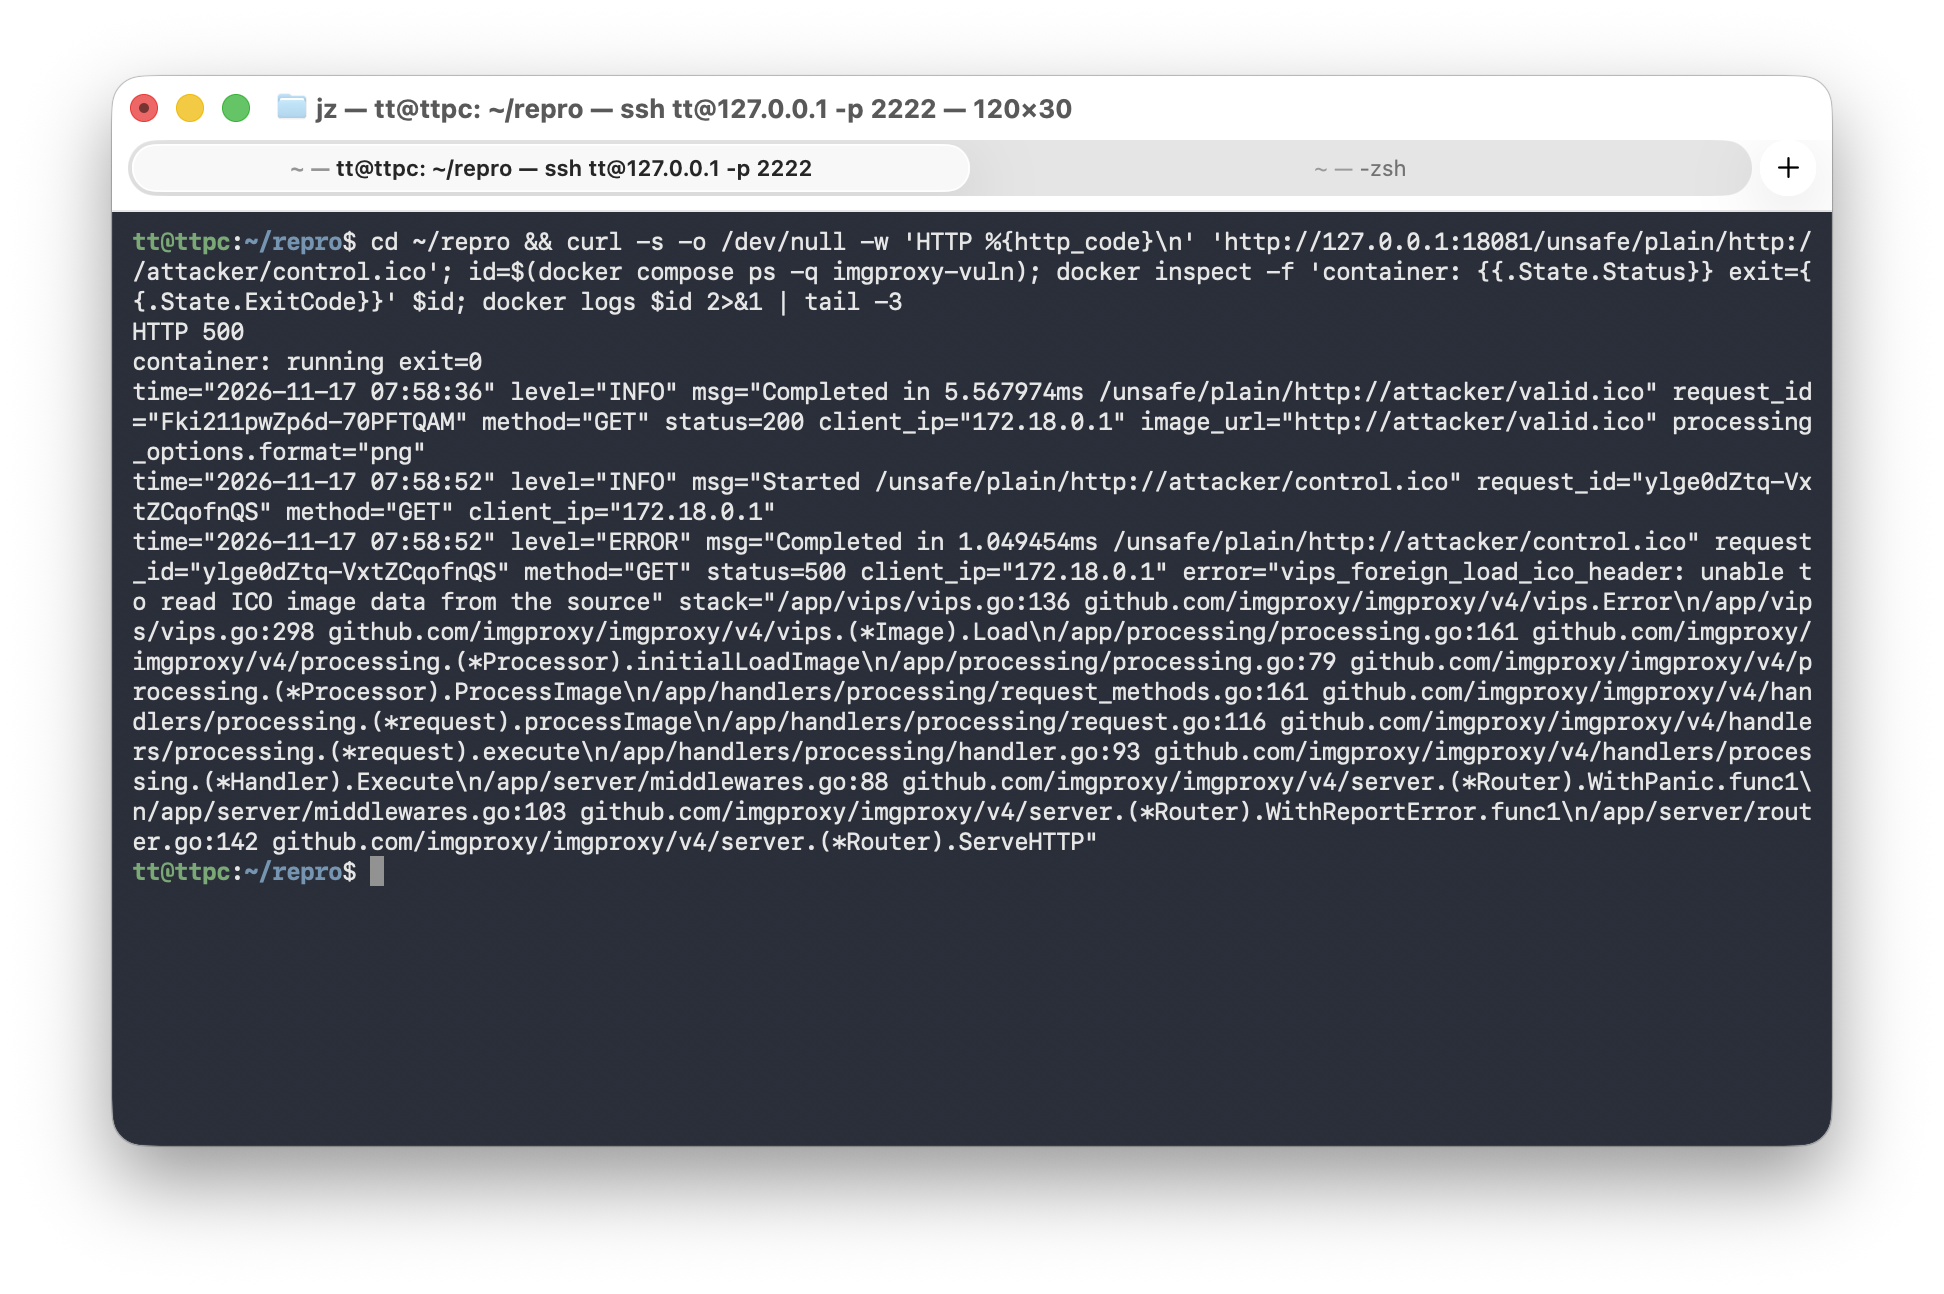 jz — tt@ttpc: ~/repro — ssh tt@127.0.0.1 -p 2222 — 120×30
~ — tt@ttpc: ~/repro — ssh tt@127.0.0.1 -p 2222
~ — -zsh
+
tt@ttpc:~/repro$ cd ~/repro && curl -s -o /dev/null -w 'HTTP %{http_code}\n' 'http://127.0.0.1:18081/unsafe/plain/http:/
/attacker/control.ico'; id=$(docker compose ps -q imgproxy-vuln); docker inspect -f 'container: {{.State.Status}} exit={
{.State.ExitCode}}' $id; docker logs $id 2>&1 | tail -3
HTTP 500
container: running exit=0
time="2026-11-17 07:58:36" level="INFO" msg="Completed in 5.567974ms /unsafe/plain/http://attacker/valid.ico" request_id
="Fki211pwZp6d-70PFTQAM" method="GET" status=200 client_ip="172.18.0.1" image_url="http://attacker/valid.ico" processing
_options.format="png"
time="2026-11-17 07:58:52" level="INFO" msg="Started /unsafe/plain/http://attacker/control.ico" request_id="ylge0dZtq-Vx
tZCqofnQS" method="GET" client_ip="172.18.0.1"
time="2026-11-17 07:58:52" level="ERROR" msg="Completed in 1.049454ms /unsafe/plain/http://attacker/control.ico" request
_id="ylge0dZtq-VxtZCqofnQS" method="GET" status=500 client_ip="172.18.0.1" error="vips_foreign_load_ico_header: unable t
o read ICO image data from the source" stack="/app/vips/vips.go:136 github.com/imgproxy/imgproxy/v4/vips.Error\n/app/vip
s/vips.go:298 github.com/imgproxy/imgproxy/v4/vips.(*Image).Load\n/app/processing/processing.go:161 github.com/imgproxy/
imgproxy/v4/processing.(*Processor).initialLoadImage\n/app/processing/processing.go:79 github.com/imgproxy/imgproxy/v4/p
rocessing.(*Processor).ProcessImage\n/app/handlers/processing/request_methods.go:161 github.com/imgproxy/imgproxy/v4/han
dlers/processing.(*request).processImage\n/app/handlers/processing/request.go:116 github.com/imgproxy/imgproxy/v4/handle
rs/processing.(*request).execute\n/app/handlers/processing/handler.go:93 github.com/imgproxy/imgproxy/v4/handlers/proces
sing.(*Handler).Execute\n/app/server/middlewares.go:88 github.com/imgproxy/imgproxy/v4/server.(*Router).WithPanic.func1\
n/app/server/middlewares.go:103 github.com/imgproxy/imgproxy/v4/server.(*Router).WithReportError.func1\n/app/server/rout
er.go:142 github.com/imgproxy/imgproxy/v4/server.(*Router).ServeHTTP"
tt@ttpc:~/repro$